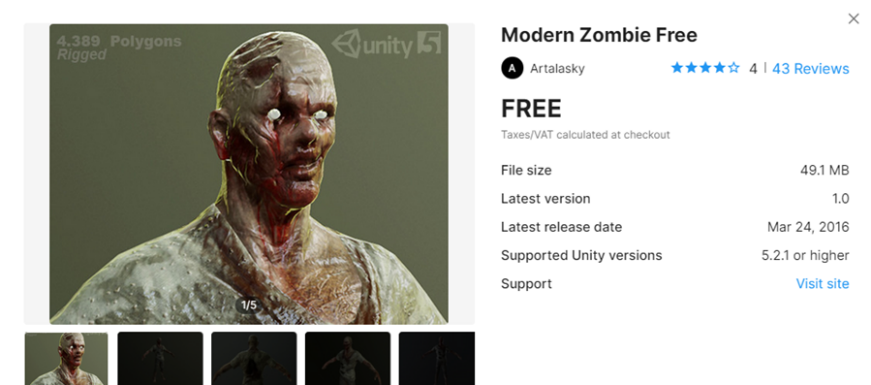 4.389 Polygons
Rigged
unity 5
1/5
Modern Zombie Free
A Artalasky
4 | 43 Reviews
FREE
Taxes/VAT calculated at checkout
File size 49.1 MB
Latest version 1.0
Latest release date Mar 24, 2016
Supported Unity versions 5.2.1 or higher
Support Visit site